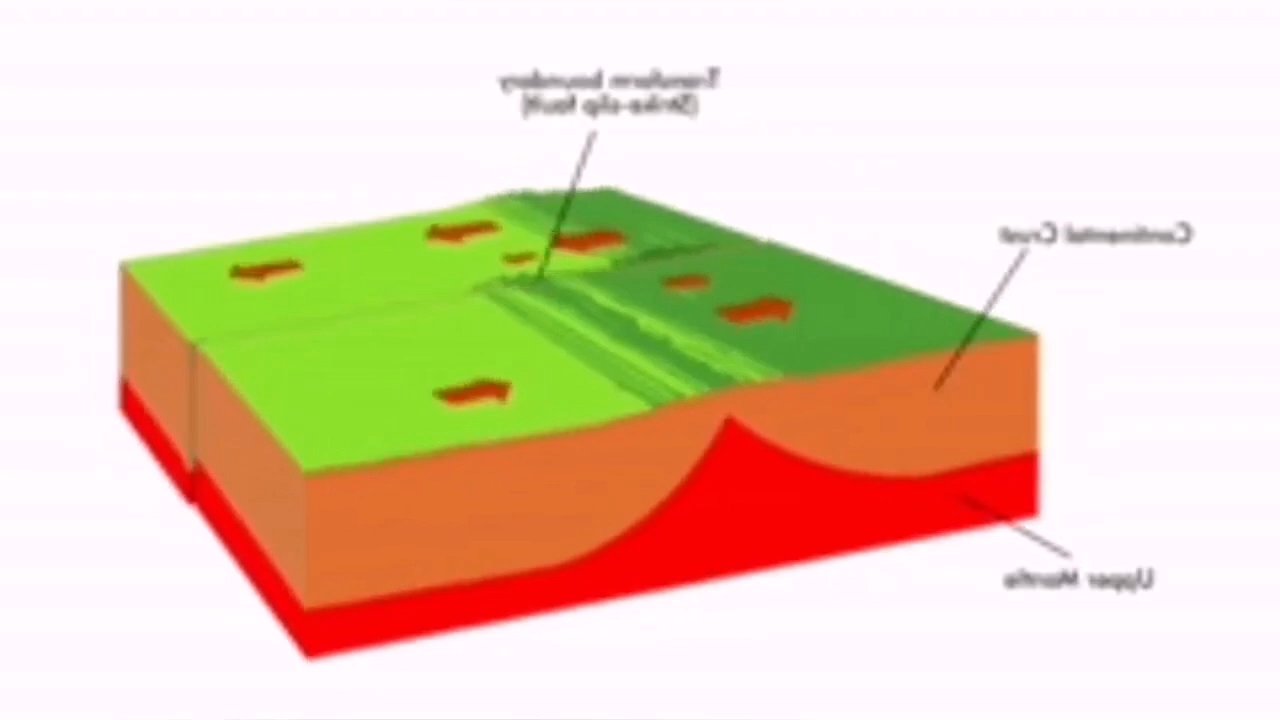 Transform boundary
(Strike-slip fault)
Continental Crust
Upper Mantle